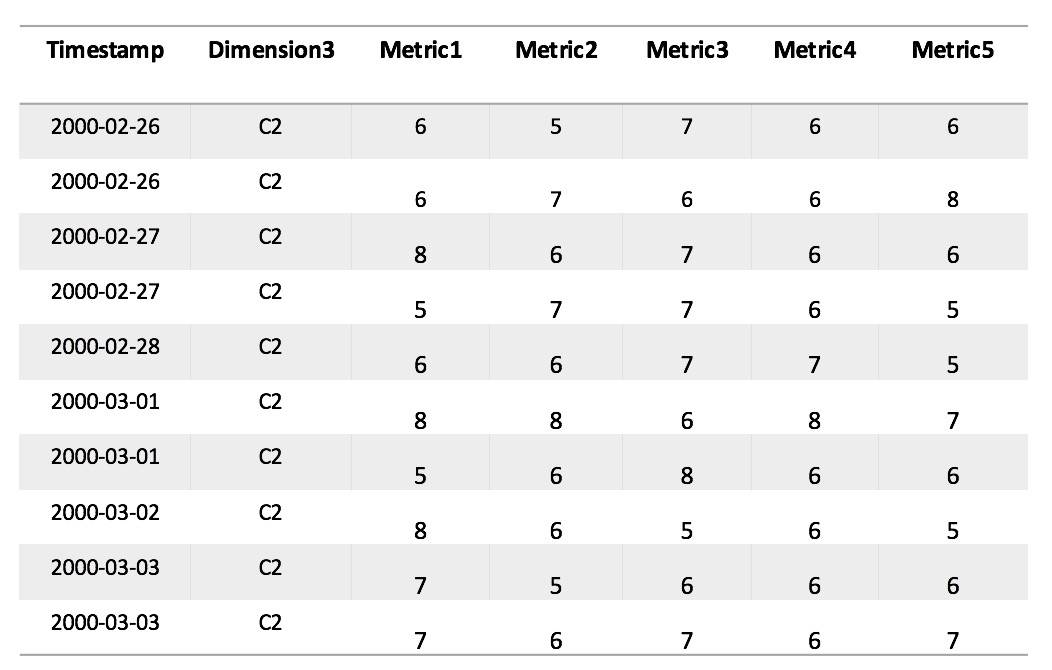 Timestamp Dimension3 Metric1 Metric2 Metric3 Metric4 Metric5
2000-02-26 C2 6 5 7 6 6
2000-02-26 C2 6 7 6 6 8
2000-02-27 C2 8 6 7 6 6
2000-02-27 C2 5 7 7 6 5
2000-02-28 C2 6 6 7 7 5
2000-03-01 C2 8 8 6 8 7
2000-03-01 C2 5 6 8 6 6
2000-03-02 C2 8 6 5 6 5
2000-03-03 C2 7 5 6 6 6
2000-03-03 C2 7 6 7 6 7